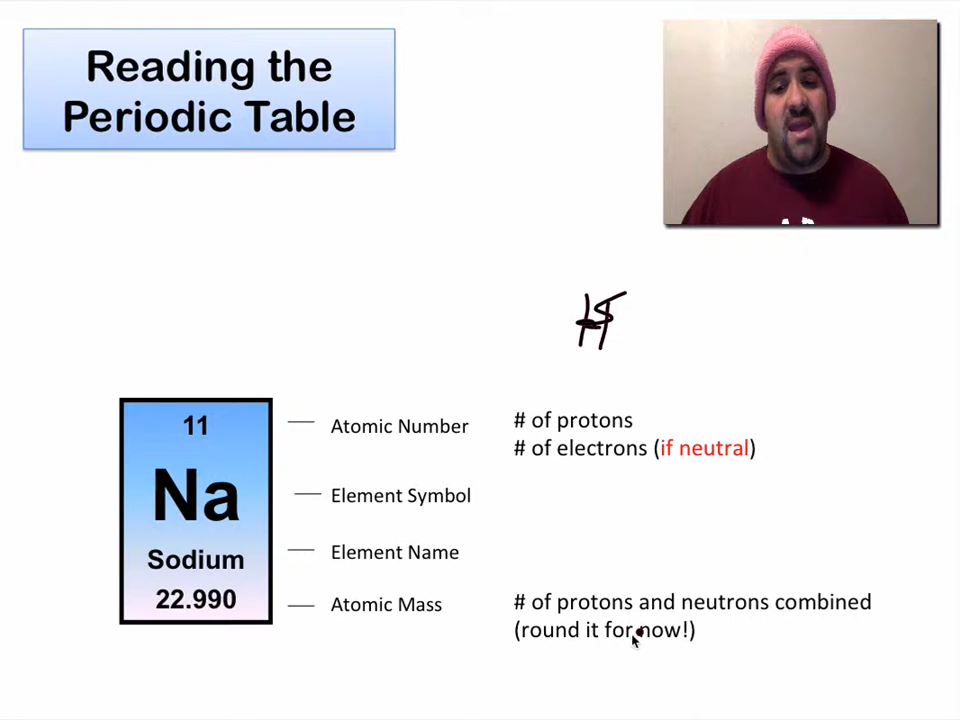 Reading the
Periodic Table
11
Na
Sodium
22.990
Atomic Number
Element Symbol
Element Name
Atomic Mass
# of protons
# of electrons (if neutral)
# of protons and neutrons combined
(round it for now!)